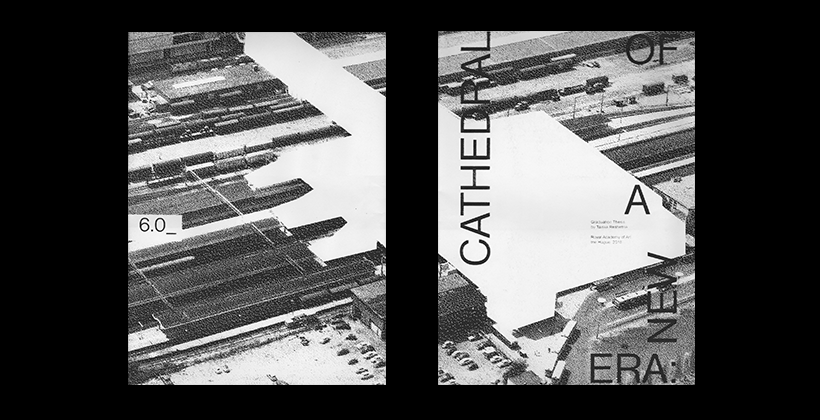 6.0_
CATHEDRAL
OF
A
NEW
ERA: